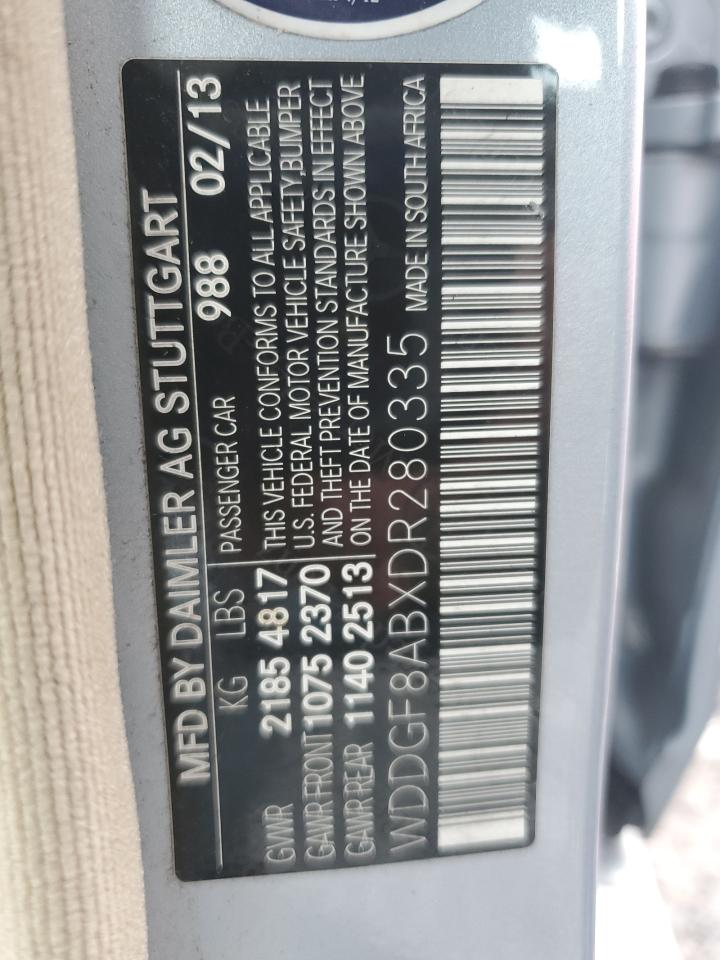 MFD BY DAIMLER AG STUTTGART
KG LBS
GWR 2185 4817
GAWR FRONT 1075 2370
GAWR REAR 1140 2513
PASSENGER CAR 988 02/13
THIS VEHICLE CONFORMS TO ALL APPLICABLE
U.S. FEDERAL MOTOR VEHICLE SAFETY,BUMPER
AND THEFT PREVENTION STANDARDS IN EFFECT
ON THE DATE OF MANUFACTURE SHOWN ABOVE
WDDGF8ABXDR280335 MADE IN SOUTH AFRICA